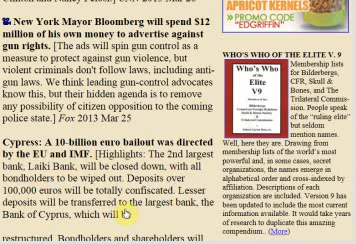 New York Mayor Bloomberg will spend $12
million of his own money to advertise against
gun rights. [The ads will spin gun control as a
measure to protect against gun violence, but
violent criminals don't follow laws, including anti-
gun laws. We think leading gun-control advocates
know this, but their hidden agenda is to remove
any possibility of citizen opposition to the coming
police state.] Fox 2013 Mar 25
Cypress: A 10-billion euro bailout was directed
by the EU and IMF. [Highlights: The 2nd largest
bank, Laiki Bank, will be closed down, with all
bondholders to be wiped out. Deposits over
100,000 euros will be totally confiscated. Lesser
deposits will be transferred to the largest bank, the
Bank of Cyprus, which will
restructured. Bondholders and shareholders will
APRICOT KERNELS
PROMO CODE
"EDGRIFFIN"
WHO'S WHO OF THE ELITE V. 9
Who's Who
of the
Elite
V9
Membership lists
for Bilderbergs,
CFR, Skull &
Bones, and The
Trilateral Commis-
sion. People speak
of the "ruling elite"
but seldom
mention names.
Well, here they are. Drawing from
membership lists of the world's most
powerful and, in some cases, secret
organizations, the names emerge in
alphabetical order and cross-indexed by
affiliation. Descriptions of each
organization are included. Version 9 has
been updated to include the most current
information available. It would take years
of research to duplicate this amazing
compendium.. (More)